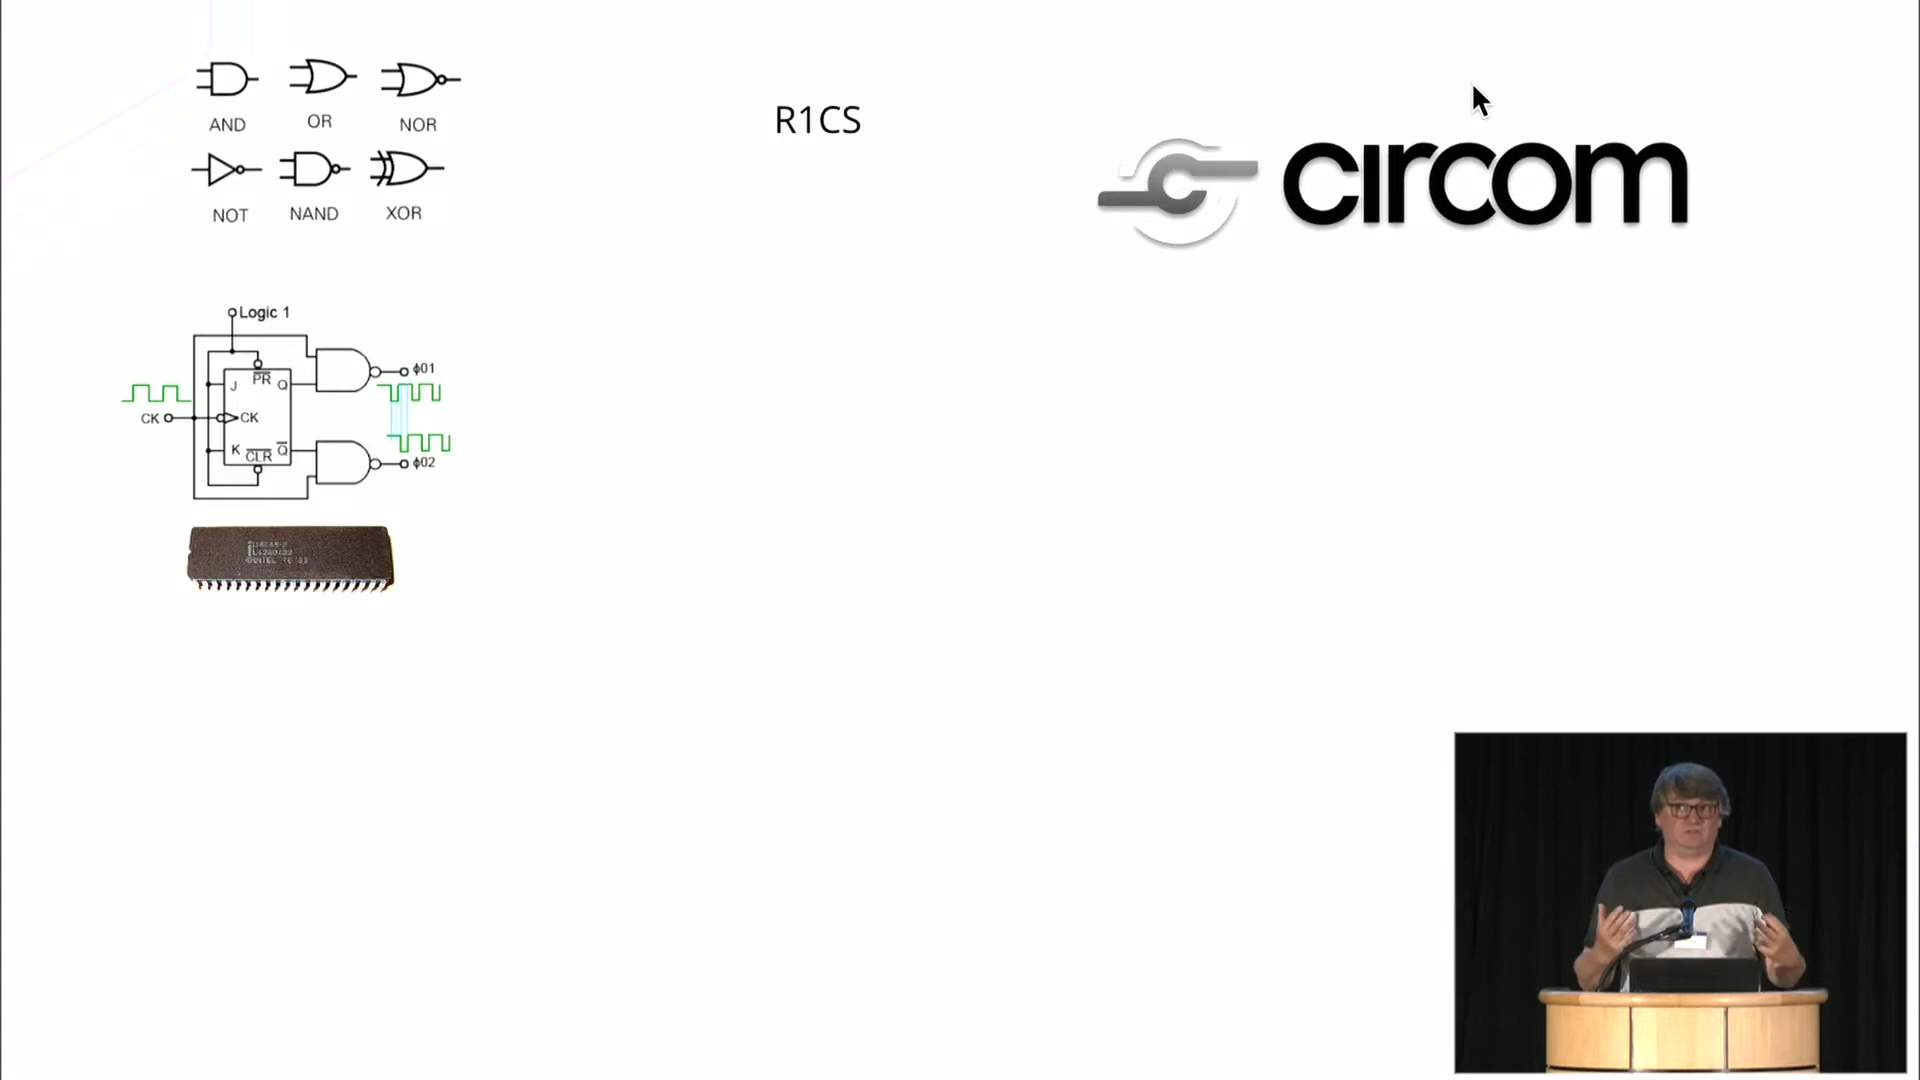 AND OR NOR
NOT NAND XOR
R1CS
circom
Logic 1
PR
J Q
CK
CK
K CLR Q
ϕ01
ϕ02